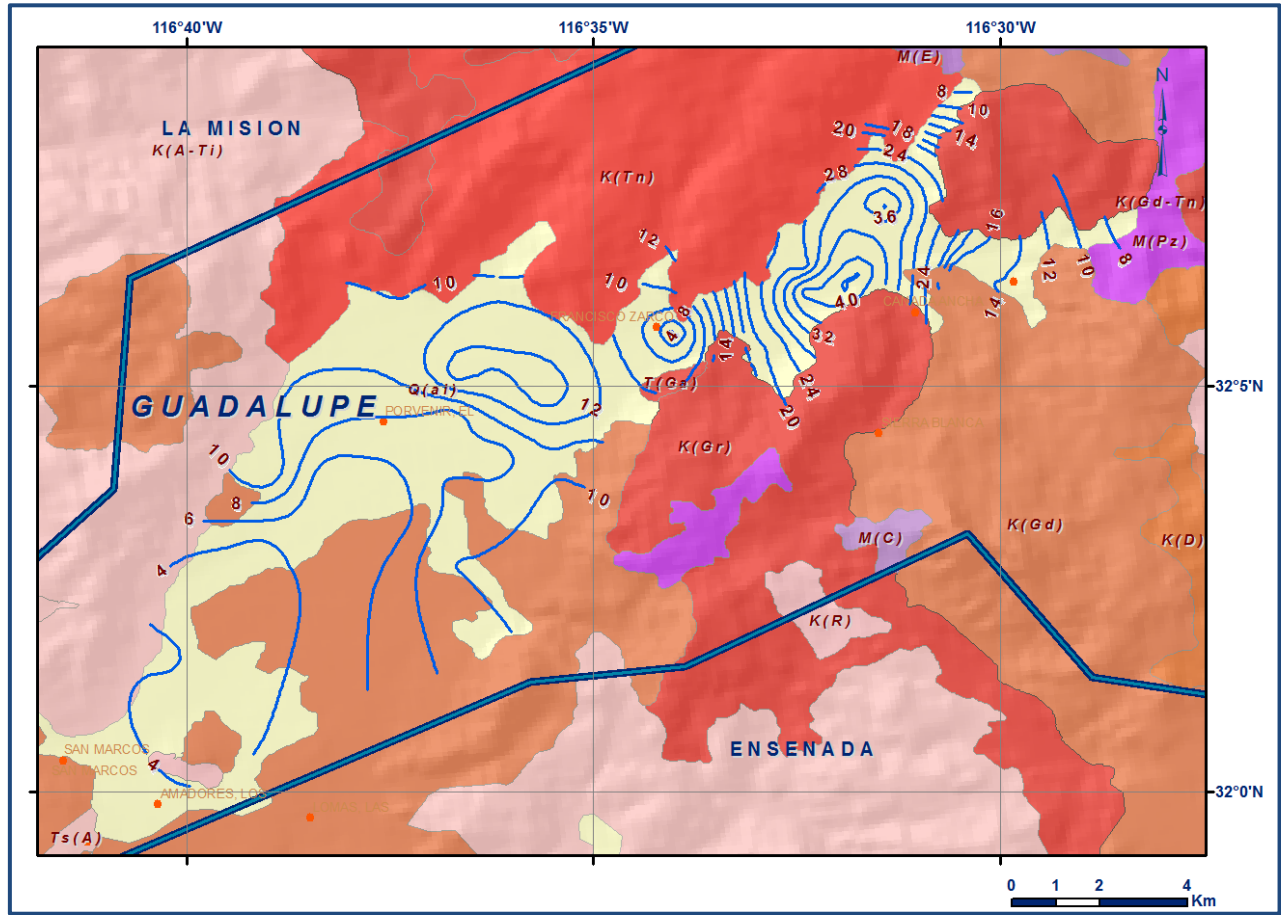 116°40'W 116°35'W 116°30'W
M(E)
8
N
10
LA MISION
20 18
14
K(A-Ti)
24
28
K(Tn)
K(Gd-Tn)
36
16
12
M(Pz)
10 10
24 12 10 8
40
14
8
FRANCISCO ZARCO
4
32
14
T(Ga)
24
32°5'N
Q(al)
12
GUADALUPE
PORVENIR, EL
20
K(Gr)
10
10
8
6
K(Gd)
M(C)
K(D)
4
K(R)
ENSENADA
SAN MARCOS
4
AMADORES, LOS
32°0'N
Ts(A)
0 1 2 4
Km